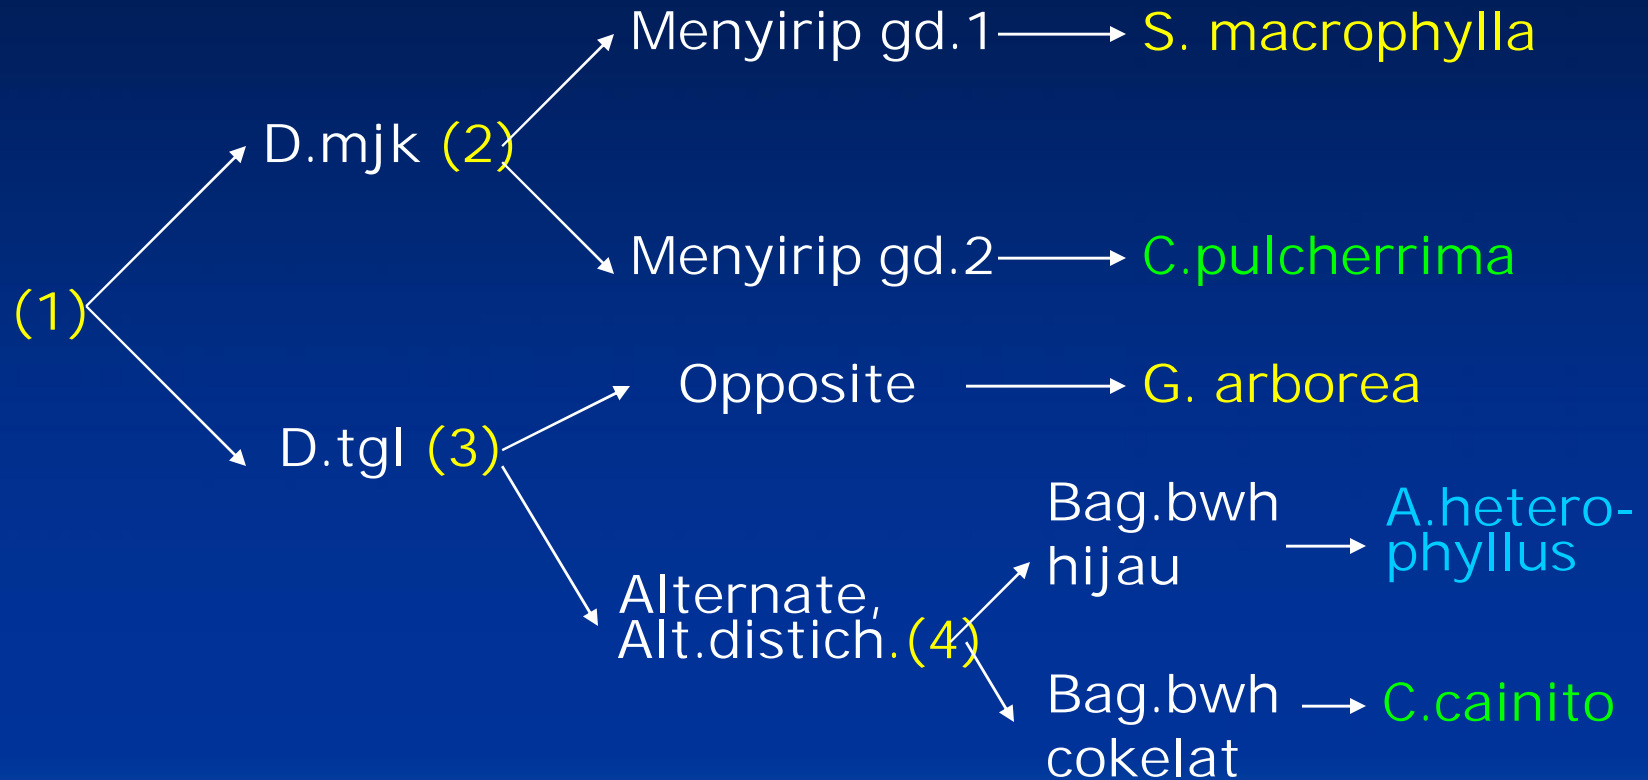 Menyirip gd.1
S. macrophylla
D.mjk (2)
Menyirip gd.2
C.pulcherrima
(1)
Opposite
G. arborea
D.tgl (3)
Bag.bwh
hijau
A.hetero-
phyllus
Alternate,
Alt.distich.(4)
Bag.bwh
cokelat
C.cainito